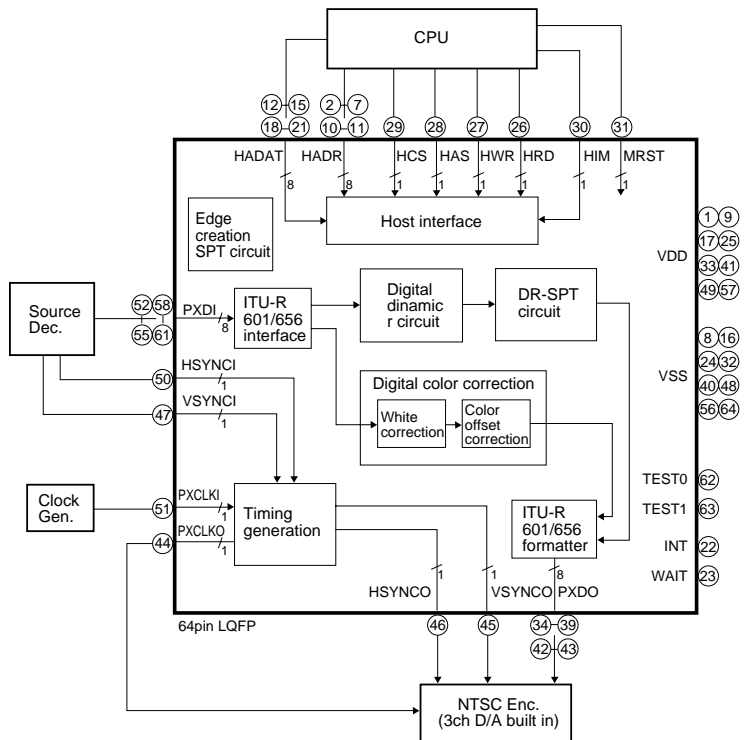 CPU
12 15
2 7
18 21
10 11
29
28
27
26
30
31
HADAT
HADR
HCS
HAS
HWR
HRD
HIM
MRST
8
8
1
1
1
1
1
1
Edge
creation
SPT circuit
Host interface
1 9
17 25
VDD
33 41
49 57
Source
Dec.
52 58
55 61
PXDI
8
ITU-R
601/656
interface
Digital
dinamic
r circuit
DR-SPT
circuit
8 16
24 32
VSS
40 48
56 64
50
HSYNCI
1
47
VSYNCI
1
Digital color correction
White
correction
Color
offset
correction
Clock
Gen.
51
PXCLKI
1
44
PXCLKO
1
Timing
generation
ITU-R
601/656
formatter
TEST0
62
TEST1
63
INT
22
WAIT
23
1
1
8
HSYNCO
VSYNCO
PXDO
64pin LQFP
46
45
34 39
42 43
NTSC Enc.
(3ch D/A built in)